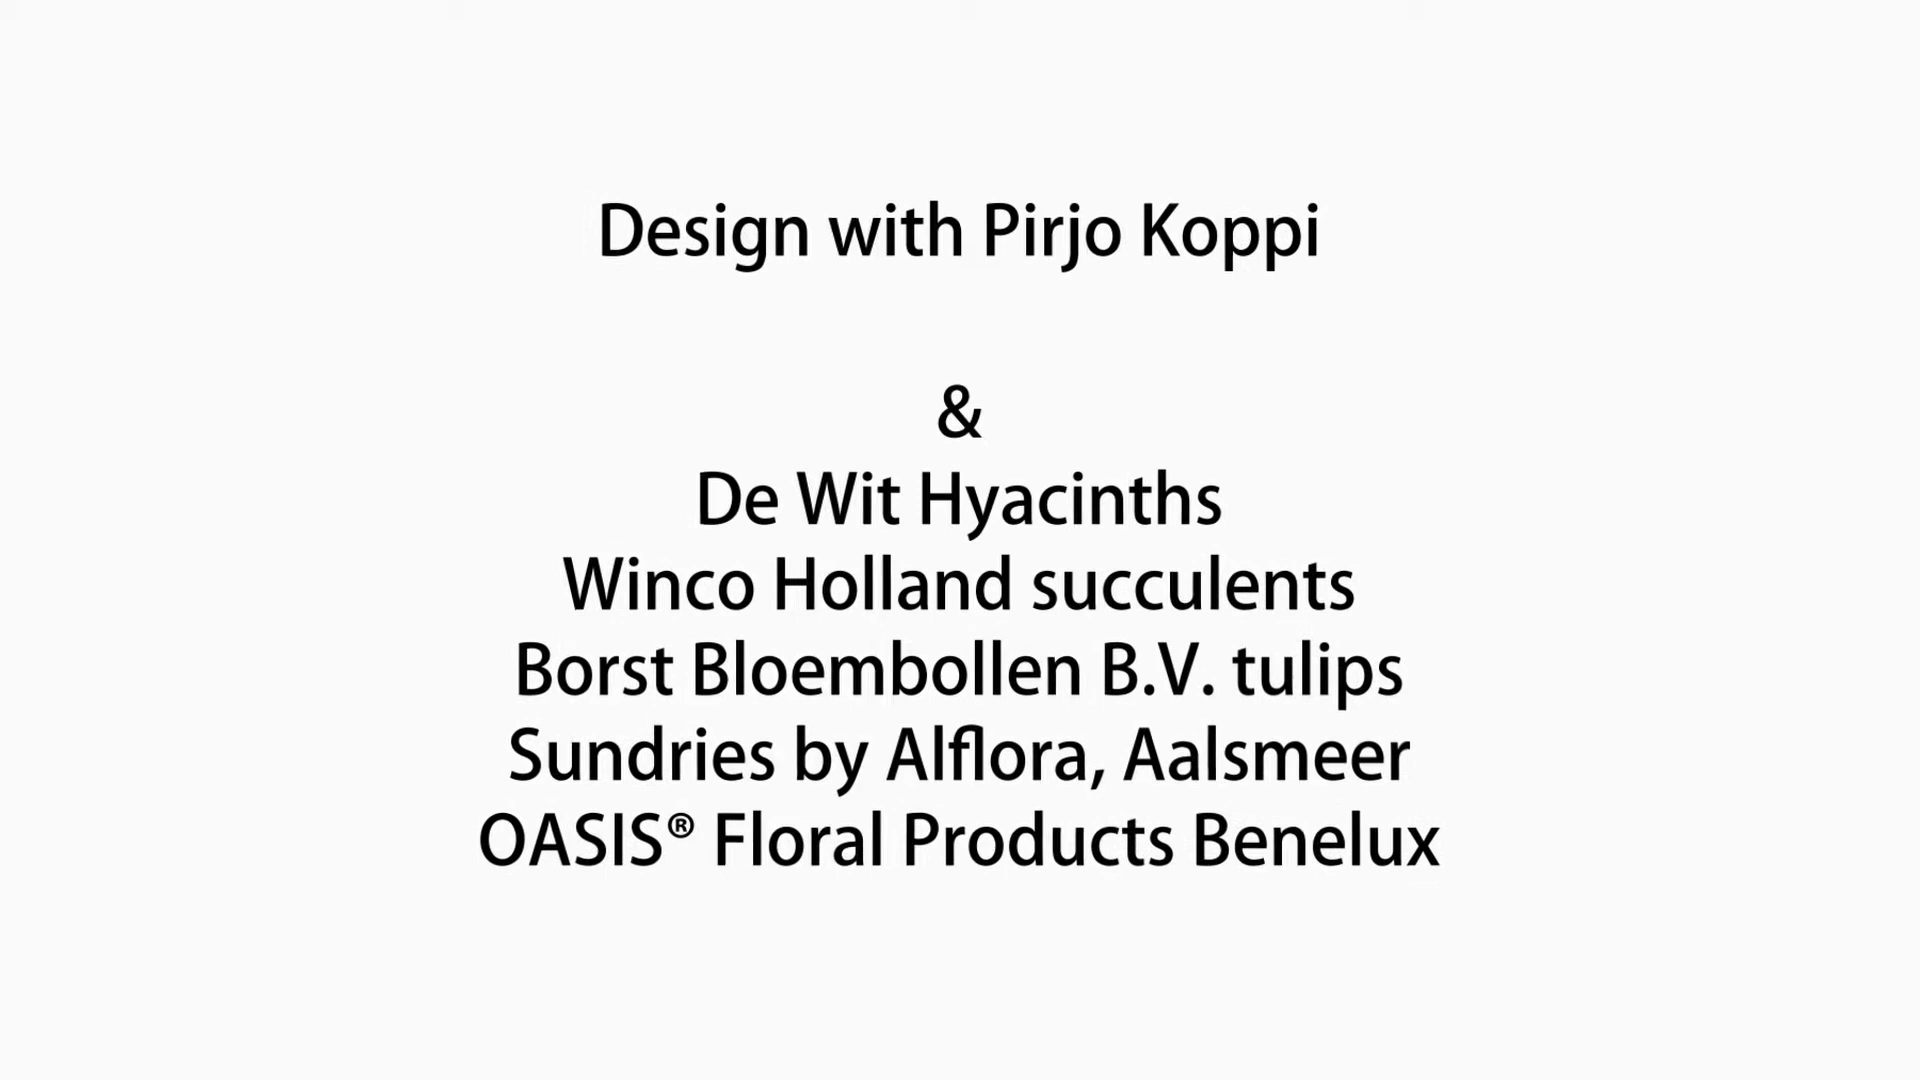 Design with Pirjo Koppi
&
De Wit Hyacinths
Winco Holland succulents
Borst Bloembollen B.V. tulips
Sundries by Alflora, Aalsmeer
OASIS® Floral Products Benelux